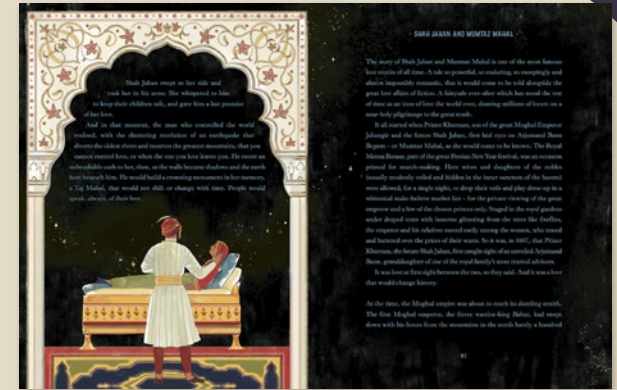 Shah Jahan swept to her side and
took her in his arms. She whispered to him
to keep their children safe, and gave him a last promise
of her love.
And in that moment, the man who controlled the world
realised, with the shattering revelation of an earthquake that
diverts the oldest rivers and recurves the greatest mountains, that you
cannot control love, or when the one you love leaves you. He swore an
unbreakable oath to her, then, as the walls became shadows and the earth
bent beneath him. He would build a crowning monument in her memory,
a Taj Mahal, that would not shift or change with time. People would
speak, always, of their love.
SHAH JAHAN AND MUMTAZ MAHAL
The story of Shah Jahan and Mumtaz Mahal is one of the most famous
love stories of all time. A tale so powerful, so enduring, so sweepingly and
almost impossibly romantic, that it would come to be told alongside the
great love affairs of fiction. A fairytale ever-after which has stood the test
of time as an icon of love the world over, drawing millions of lovers on a
near-holy pilgrimage to the great tomb.
It all started when Prince Khurram, son of the great Mughal Emperor
Jahangir and the future Shah Jahan, first laid eyes on Arjumand Banu
Begum – or Mumtaz Mahal, as she would come to be known. The Royal
Meena Bazaar, part of the great Persian New Year festival, was an occasion
primed for match-making. Here wives and daughters of the nobles
(usually modestly veiled and hidden in the inner sanctum of the harem)
were allowed, for a single night, to drop their veils and play dress-up in a
whimsical make-believe market fair – for the private viewing of the great
emperor and a few of the chosen princes only. Staged in the royal gardens
under draped tents with lanterns glittering from the trees like fireflies,
the emperor and his relatives moved easily among the women, who teased
and bartered over the prices of their wares. So it was, in 1607, that Prince
Khurram, the future Shah Jahan, first caught sight of an unveiled Arjumand
Banu, granddaughter of one of the royal family's most trusted advisors.
It was love at first sight between the two, so they said. And it was a love
that would change history.
At the time, the Mughal empire was about to reach its dazzling zenith.
The first Mughal emperor, the fierce warrior-king Babur, had swept
down with his forces from the mountains in the north barely a hundred
81